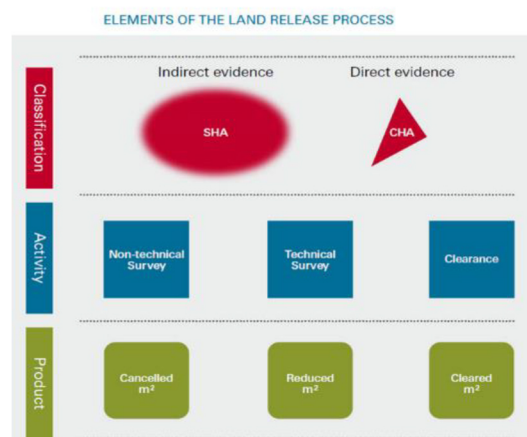 ELEMENTS OF THE LAND RELEASE PROCESS
Classification
Indirect evidence
Direct evidence
SHA
CHA
Activity
Non-technical
Survey
Technical
Survey
Clearance
Product
Cancelled
m²
Reduced
m²
Cleared
m²